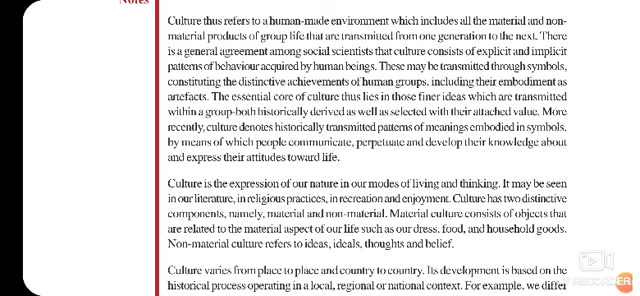 Notes
Culture thus refers to a human-made environment which includes all the material and non-
material products of group life that are transmitted from one generation to the next. There
is a general agreement among social scientists that culture consists of explicit and implicit
patterns of behaviour acquired by human beings. These may be transmitted through symbols,
constituting the distinctive achievements of human groups, including their embodiment as
artefacts. The essential core of culture thus lies in those finer ideas which are transmitted
within a group-both historically derived as well as selected with their attached value. More
recently, culture denotes historically transmitted patterns of meanings embodied in symbols,
by means of which people communicate, perpetuate and develop their knowledge about
and express their attitudes toward life.
Culture is the expression of our nature in our modes of living and thinking. It may be seen
in our literature, in religious practices, in recreation and enjoyment. Culture has two distinctive
components, namely, material and non-material. Material culture consists of objects that
are related to the material aspect of our life such as our dress, food, and household goods.
Non-material culture refers to ideas, ideals, thoughts and belief.
Culture varies from place to place and country to country. Its development is based on the
historical process operating in a local, regional or national context. For example, we differ
RECORDER